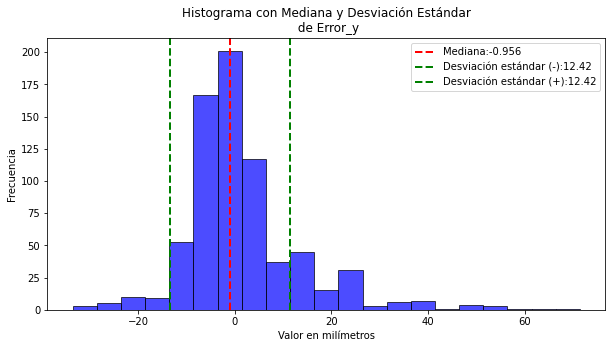 Histograma con Mediana y Desviación Estándar
de Error_y
Mediana:-0.956
Desviación estándar (-):12.42
Desviación estándar (+):12.42
Frecuencia
200
175
150
125
100
75
50
25
0
−20
0
20
40
60
Valor en milímetros